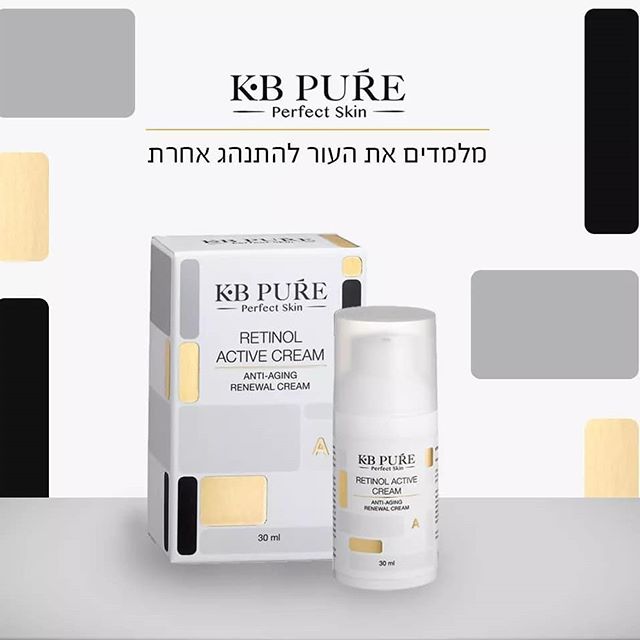 K·B PURE
Perfect Skin
מלמדים את העור להתנהג אחרת
K·B PURE
K·B PURE
Perfect Skin
RETINOL
ACTIVE CREAM
ANTI-AGING
RENEWAL CREAM
A
30 ml
K·B PURE
Perfect Skin
RETINOL ACTIVE
CREAM
ANTI-AGING
RENEWAL CREAM
A
30 ml